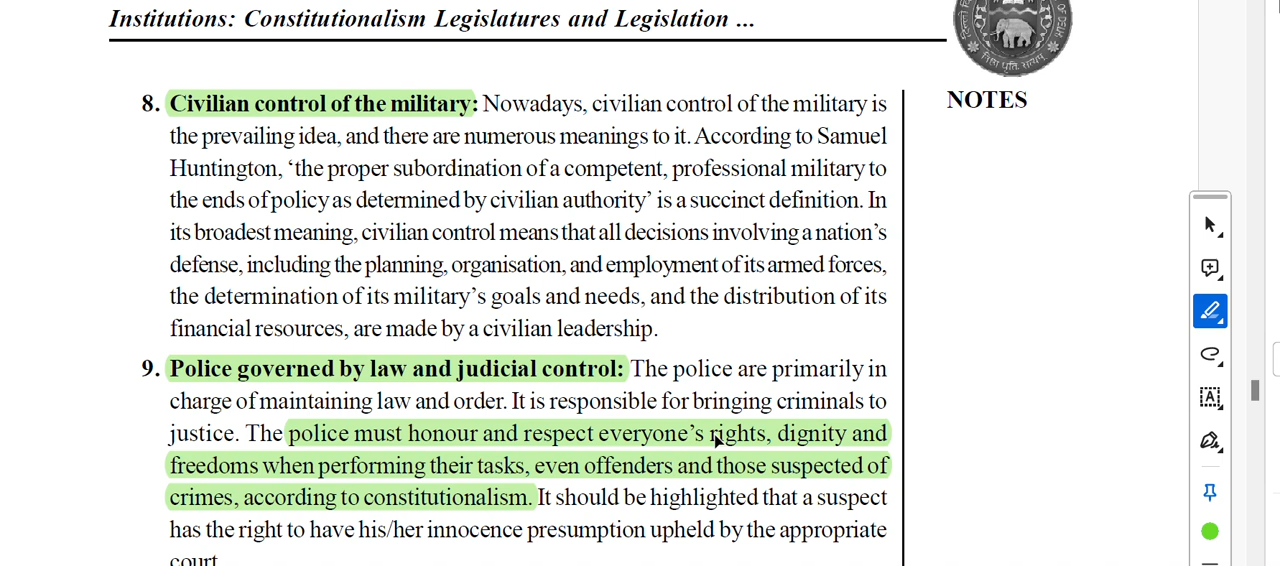 Institutions: Constitutionalism Legislatures and Legislation ...
NOTES
8. Civilian control of the military: Nowadays, civilian control of the military is
the prevailing idea, and there are numerous meanings to it. According to Samuel
Huntington, ‘the proper subordination of a competent, professional military to
the ends of policy as determined by civilian authority’ is a succinct definition. In
its broadest meaning, civilian control means that all decisions involving a nation’s
defense, including the planning, organisation, and employment of its armed forces,
the determination of its military’s goals and needs, and the distribution of its
financial resources, are made by a civilian leadership.
9. Police governed by law and judicial control: The police are primarily in
charge of maintaining law and order. It is responsible for bringing criminals to
justice. The police must honour and respect everyone’s rights, dignity and
freedoms when performing their tasks, even offenders and those suspected of
crimes, according to constitutionalism. It should be highlighted that a suspect
has the right to have his/her innocence presumption upheld by the appropriate
court